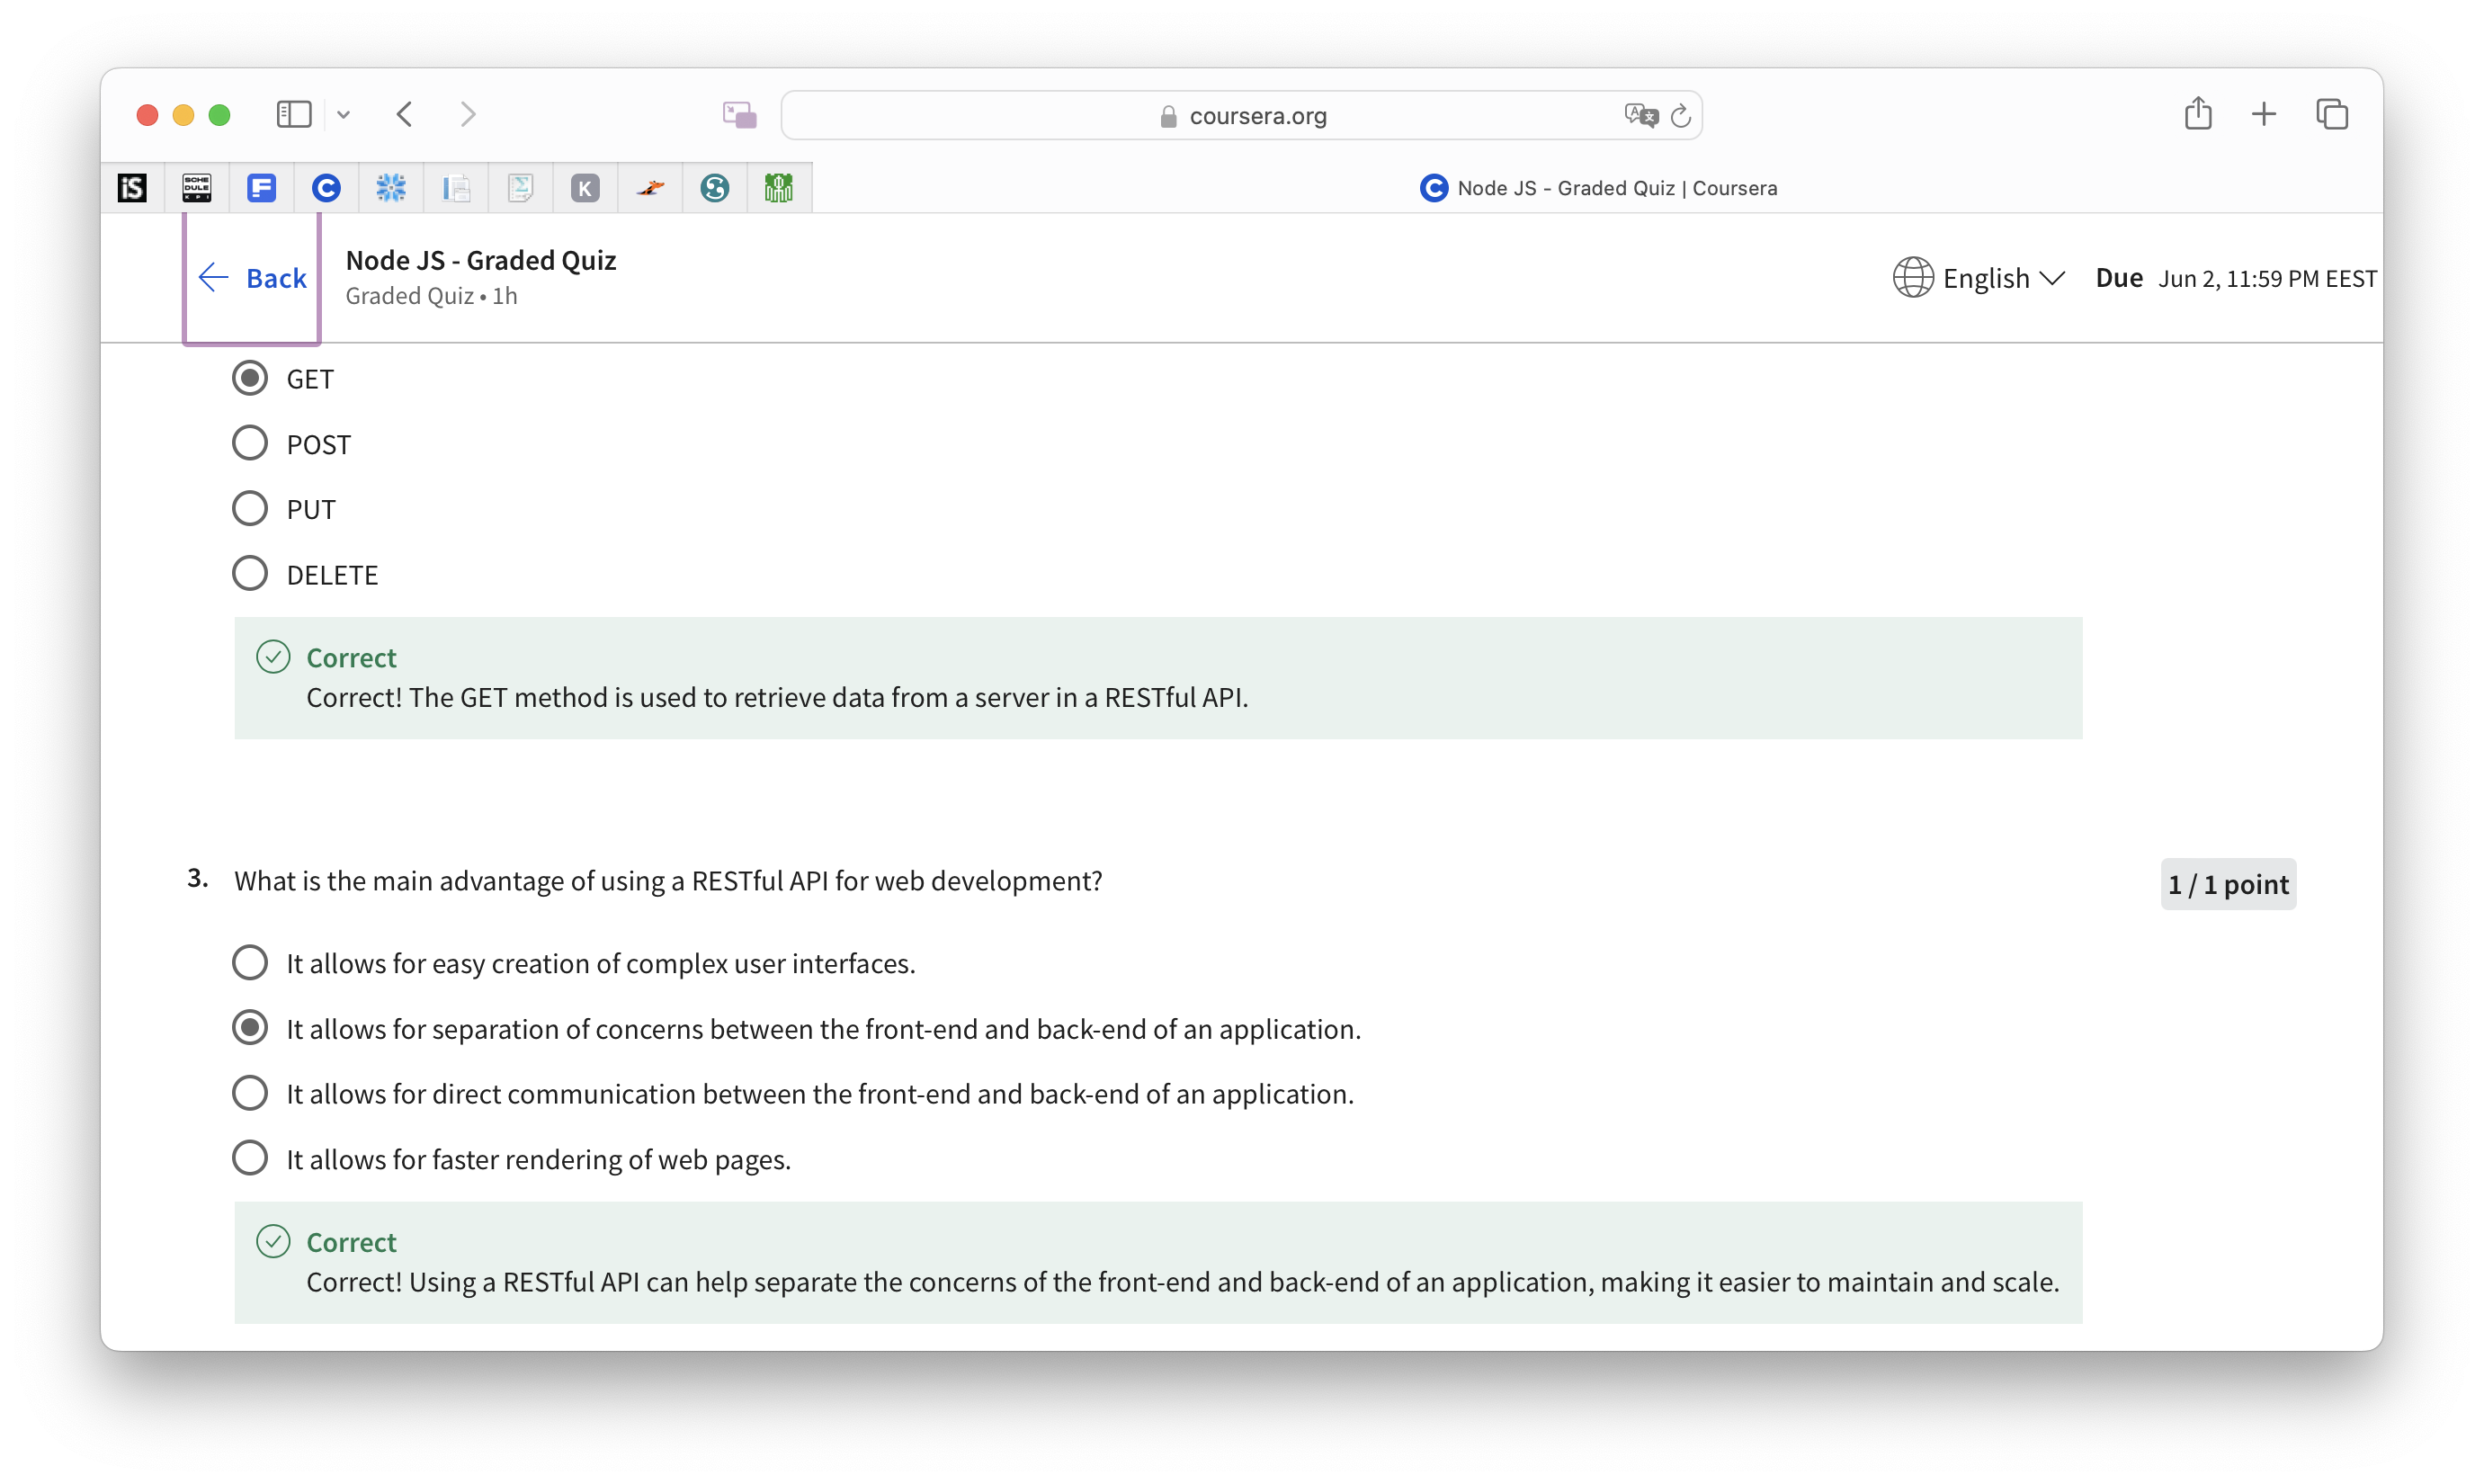 coursera.org
iS
SCHE
DULE
KPI
F
C
K
Node JS - Graded Quiz | Coursera
Back
Node JS - Graded Quiz
Graded Quiz • 1h
English
Due Jun 2, 11:59 PM EEST
GET
POST
PUT
DELETE
Correct
Correct! The GET method is used to retrieve data from a server in a RESTful API.
3. What is the main advantage of using a RESTful API for web development?
1 / 1 point
It allows for easy creation of complex user interfaces.
It allows for separation of concerns between the front-end and back-end of an application.
It allows for direct communication between the front-end and back-end of an application.
It allows for faster rendering of web pages.
Correct
Correct! Using a RESTful API can help separate the concerns of the front-end and back-end of an application, making it easier to maintain and scale.